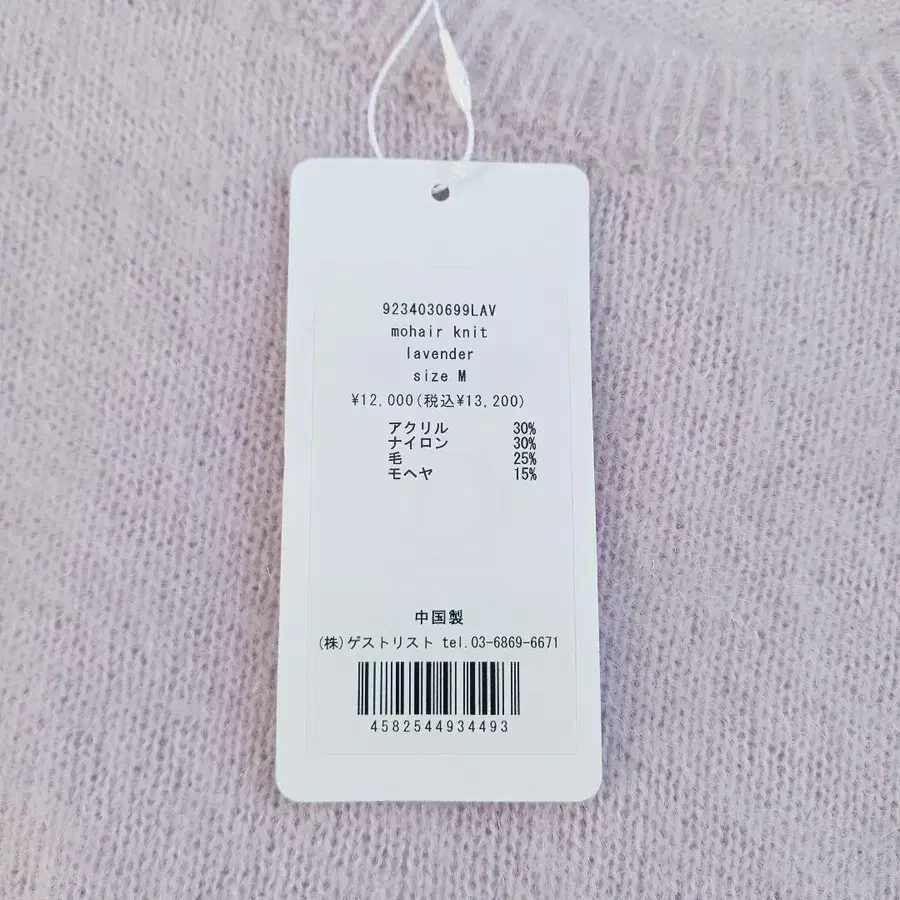 9234030699LAV
mohair knit
lavender
size M
¥12,000(税込¥13,200)
アクリル 30%
ナイロン 30%
毛 25%
モヘヤ 15%
中国製
(株)ゲストリスト tel.03-6869-6671
4582544934493